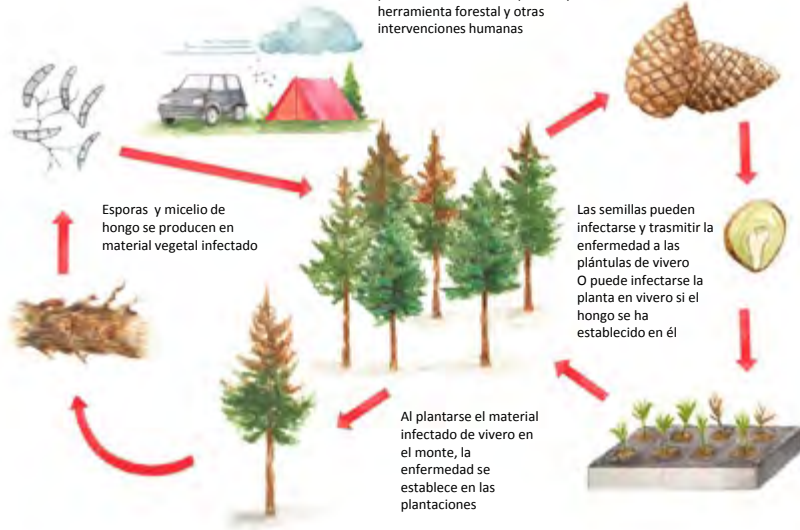 herramienta forestal y otras
intervenciones humanas
Esporas y micelio de
hongo se producen en
material vegetal infectado
Las semillas pueden
infectarse y trasmitir la
enfermedad a las
plántulas de vivero
O puede infectarse la
planta en vivero si el
hongo se ha
establecido en él
Al plantarse el material
infectado de vivero en
el monte, la
enfermedad se
establece en las
plantaciones